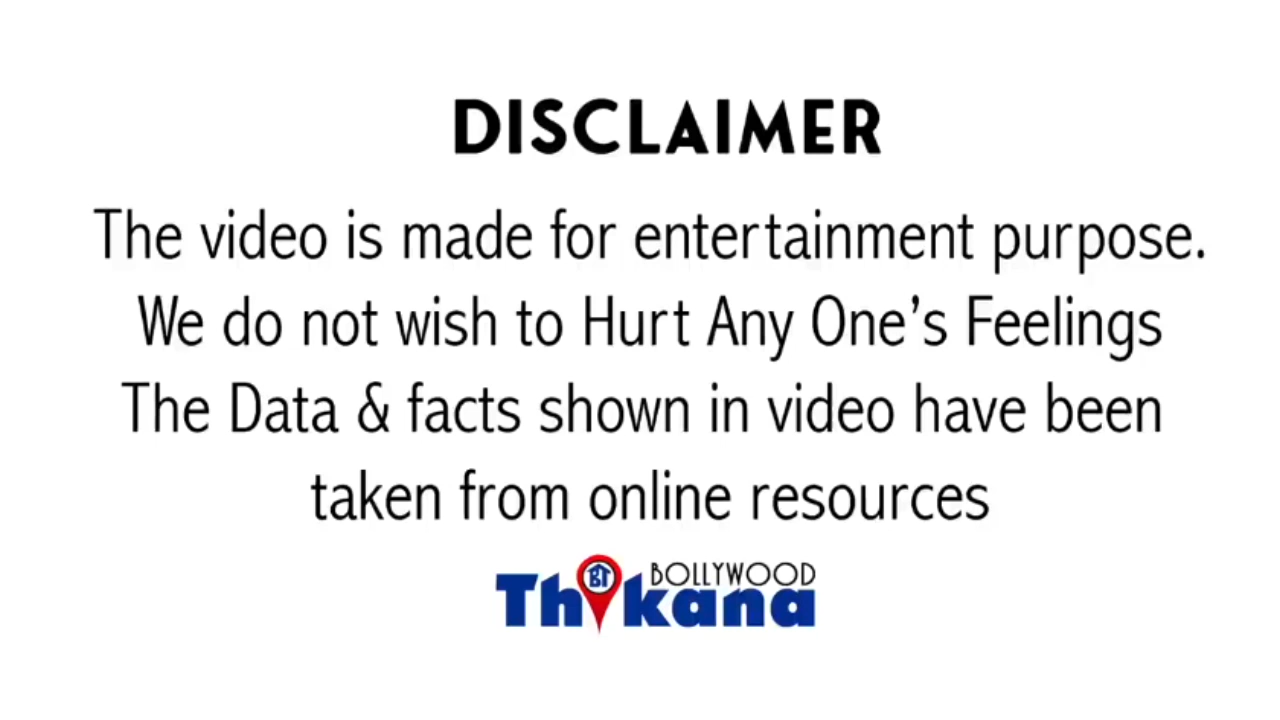 DISCLAIMER
The video is made for entertainment purpose.
We do not wish to Hurt Any One’s Feelings
The Data & facts shown in video have been
taken from online resources
BT
BOLLYWOOD
Thikana